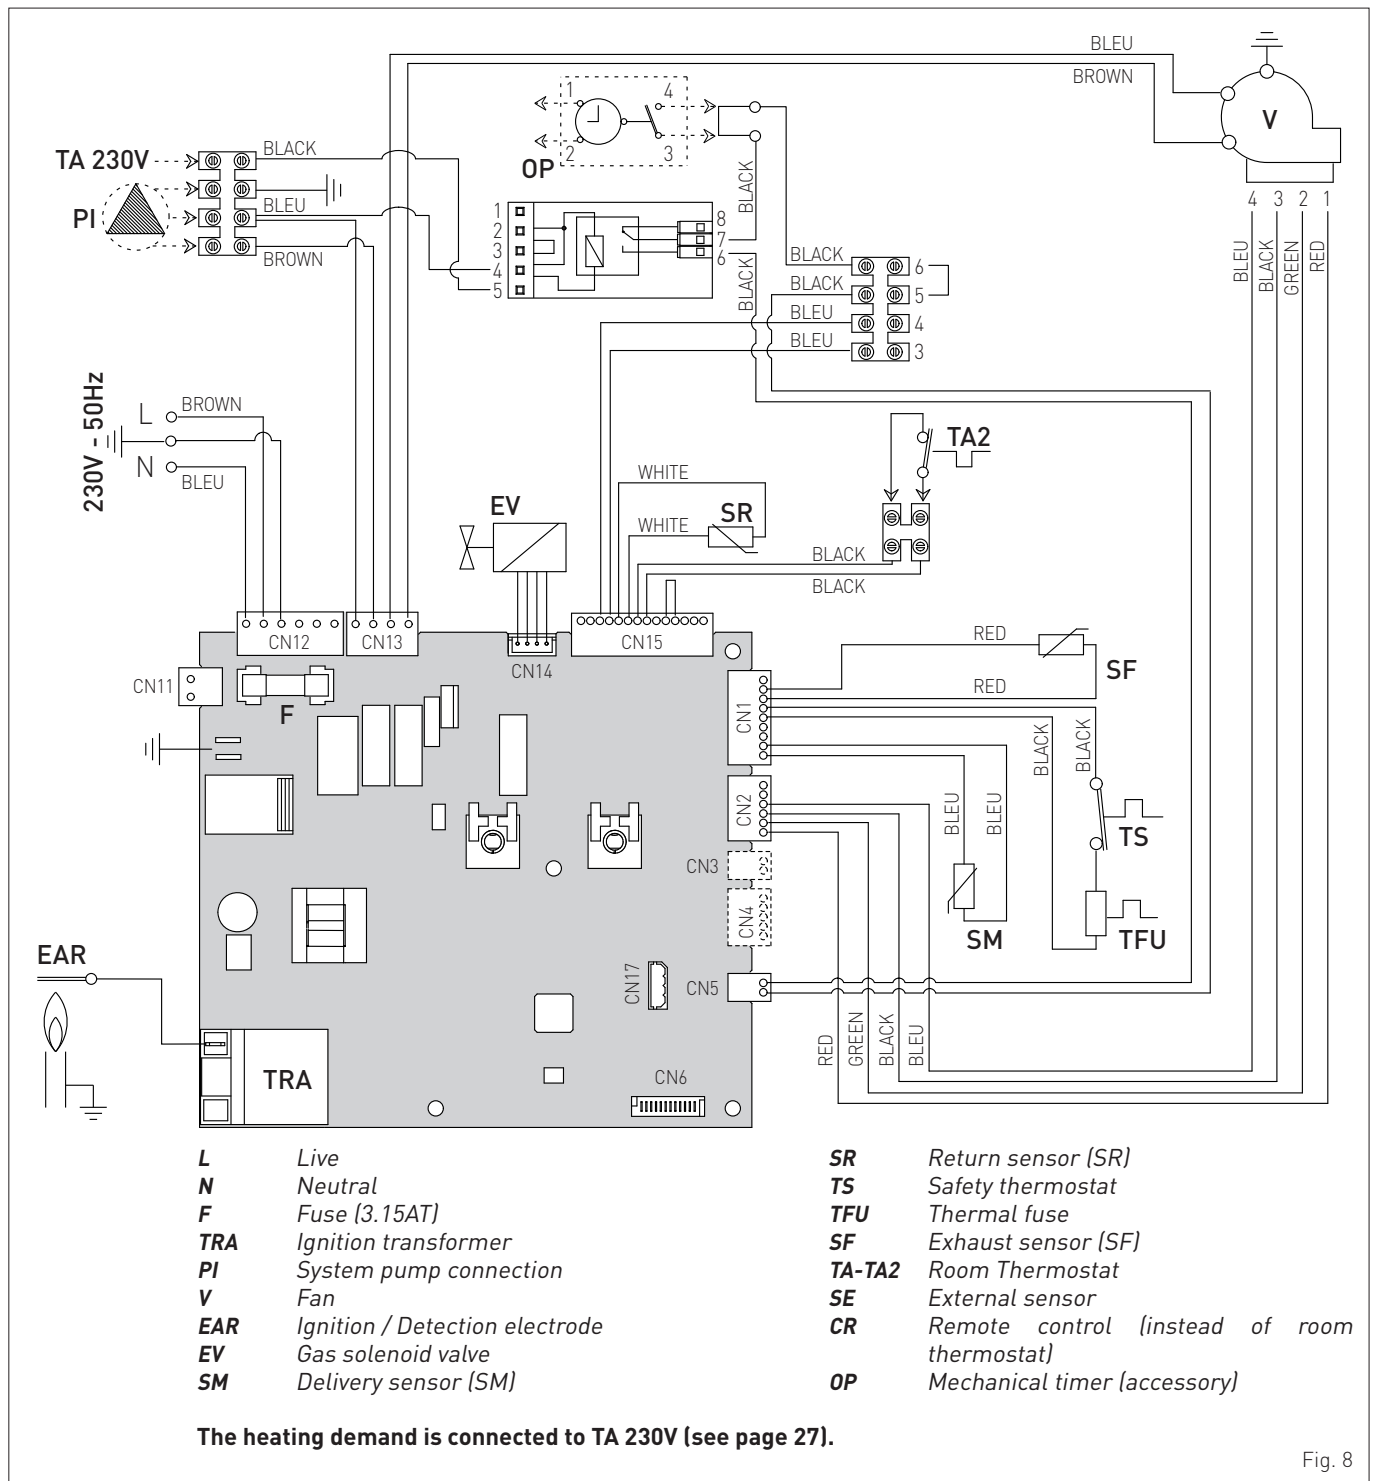 BLEU
BROWN
V
4 3 2 1
BLEU
BLACK
GREEN
RED
1
2
4
3
OP
TA 230V
PI
BLACK
BLEU
BROWN
1
2
3
4
5
8
7
6
BLACK
BLACK
BLACK
BLACK
BLEU
BLEU
6
5
4
3
230V - 50Hz
L
N
BROWN
BLEU
EV
WHITE
WHITE
SR
TA2
BLACK
BLACK
CN12
CN13
CN14
CN15
CN11
F
CN1
RED
RED
SF
BLACK
BLACK
TS
TFU
CN2
BLEU
BLEU
SM
CN3
CN4
CN17
CN5
RED
GREEN
BLACK
BLEU
EAR
TRA
CN6
L Live
N Neutral
F Fuse (3.15AT)
TRA Ignition transformer
PI System pump connection
V Fan
EAR Ignition / Detection electrode
EV Gas solenoid valve
SM Delivery sensor (SM)
SR Return sensor (SR)
TS Safety thermostat
TFU Thermal fuse
SF Exhaust sensor (SF)
TA-TA2 Room Thermostat
SE External sensor
CR Remote control (instead of room
thermostat)
OP Mechanical timer (accessory)
The heating demand is connected to TA 230V (see page 27).
Fig. 8